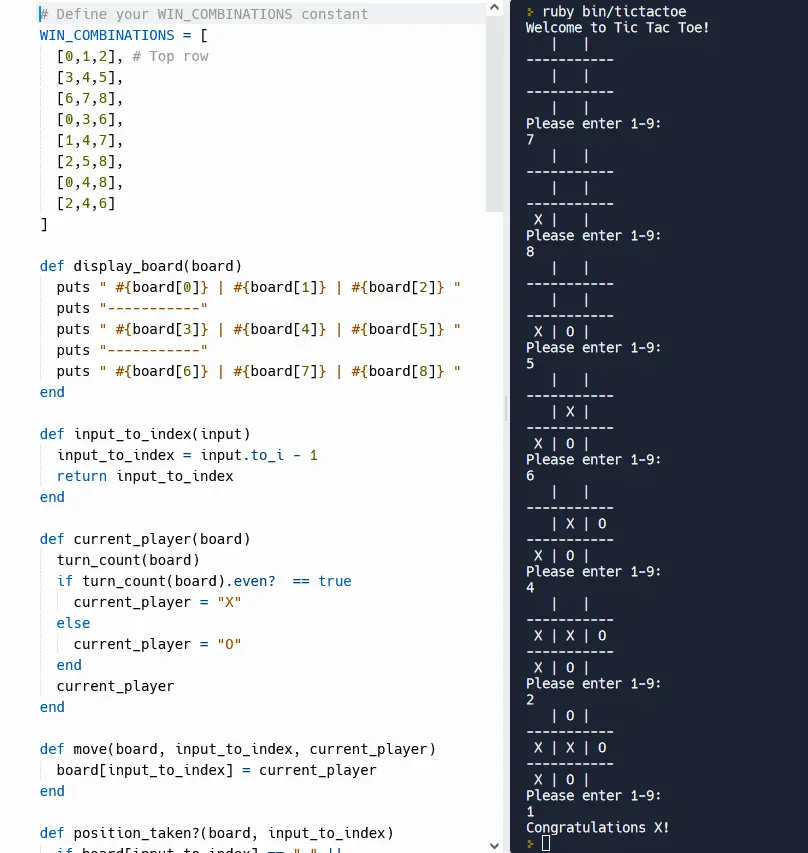 # Define your WIN_COMBINATIONS constant
WIN_COMBINATIONS = [
  [0,1,2], # Top row
  [3,4,5],
  [6,7,8],
  [0,3,6],
  [1,4,7],
  [2,5,8],
  [0,4,8],
  [2,4,6]
]

def display_board(board)
  puts " #{board[0]} | #{board[1]} | #{board[2]} "
  puts "-----------"
  puts " #{board[3]} | #{board[4]} | #{board[5]} "
  puts "-----------"
  puts " #{board[6]} | #{board[7]} | #{board[8]} "
end

def input_to_index(input)
  input_to_index = input.to_i - 1
  return input_to_index
end

def current_player(board)
  turn_count(board)
  if turn_count(board).even?  == true
    current_player = "X"
  else
    current_player = "O"
  end
  current_player
end

def move(board, input_to_index, current_player)
  board[input_to_index] = current_player
end

def position_taken?(board, input_to_index)
  if board[input_to_index] == " " ||
> ruby bin/tictactoe
Welcome to Tic Tac Toe!
   |   |
-----------
   |   |
-----------
   |   |
Please enter 1-9:
7
   |   |
-----------
   |   |
-----------
 X |   |
Please enter 1-9:
8
   |   |
-----------
   |   |
-----------
 X | O |
Please enter 1-9:
5
   |   |
-----------
   | X |
-----------
 X | O |
Please enter 1-9:
6
   |   |
-----------
   | X | O
-----------
 X | O |
Please enter 1-9:
4
   |   |
-----------
 X | X | O
-----------
 X | O |
Please enter 1-9:
2
   | O |
-----------
 X | X | O
-----------
 X | O |
Please enter 1-9:
1
Congratulations X!
>